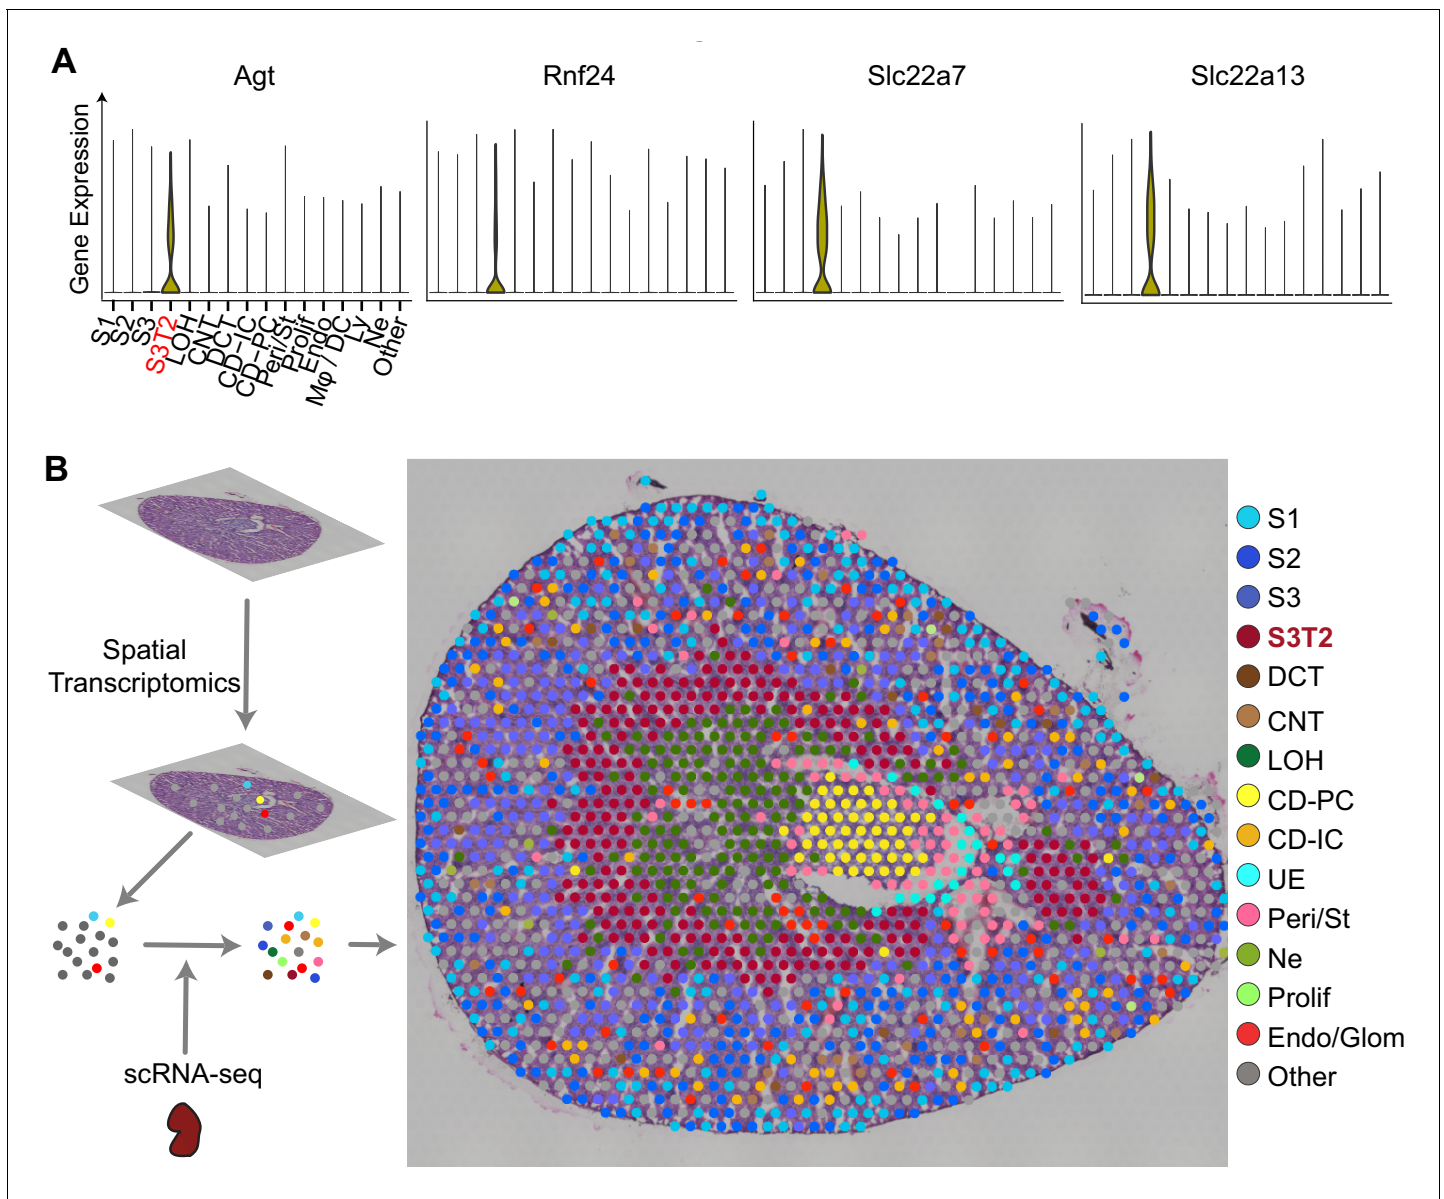 A
Agt
Rnf24
Slc22a7
Slc22a13
Gene Expression
S1
S2
S3
S3T2
LOH
CNT
DCT
CD-IC
CD-PC
Peri/St
Prolif
Endo
Mφ / DC
Ly
Ne
Other
B
Spatial
Transcriptomics
scRNA-seq
S1
S2
S3
S3T2
DCT
CNT
LOH
CD-PC
CD-IC
UE
Peri/St
Ne
Prolif
Endo/Glom
Other